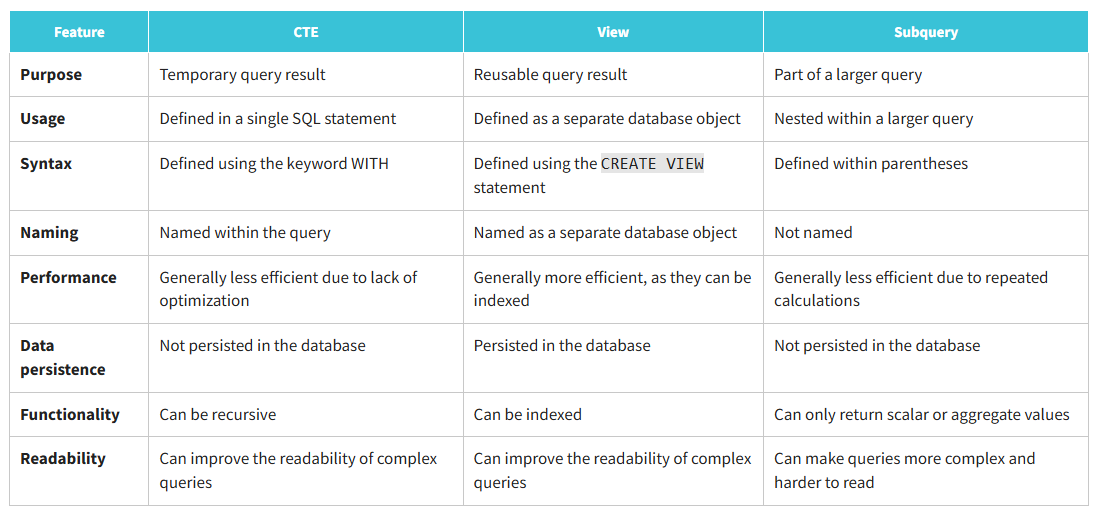 Feature CTE View Subquery
Purpose Temporary query result Reusable query result Part of a larger query
Usage Defined in a single SQL statement Defined as a separate database object Nested within a larger query
Syntax Defined using the keyword WITH Defined using the CREATE VIEW Defined within parentheses
statement
Naming Named within the query Named as a separate database object Not named
Performance Generally less efficient due to lack of Generally more efficient, as they can be Generally less efficient due to repeated
optimization indexed calculations
Data Not persisted in the database Persisted in the database Not persisted in the database
persistence
Functionality Can be recursive Can be indexed Can only return scalar or aggregate values
Readability Can improve the readability of complex Can improve the readability of complex Can make queries more complex and
queries queries harder to read